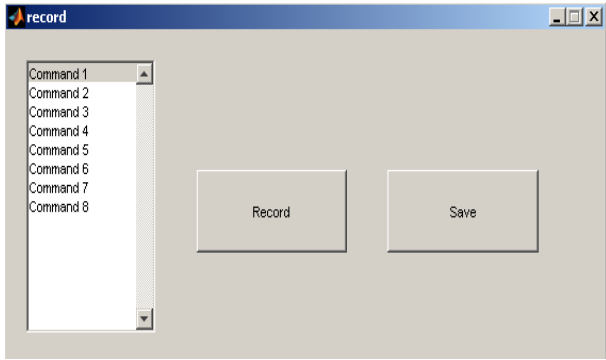 record
Command 1
Command 2
Command 3
Command 4
Command 5
Command 6
Command 7
Command 8
Record
Save